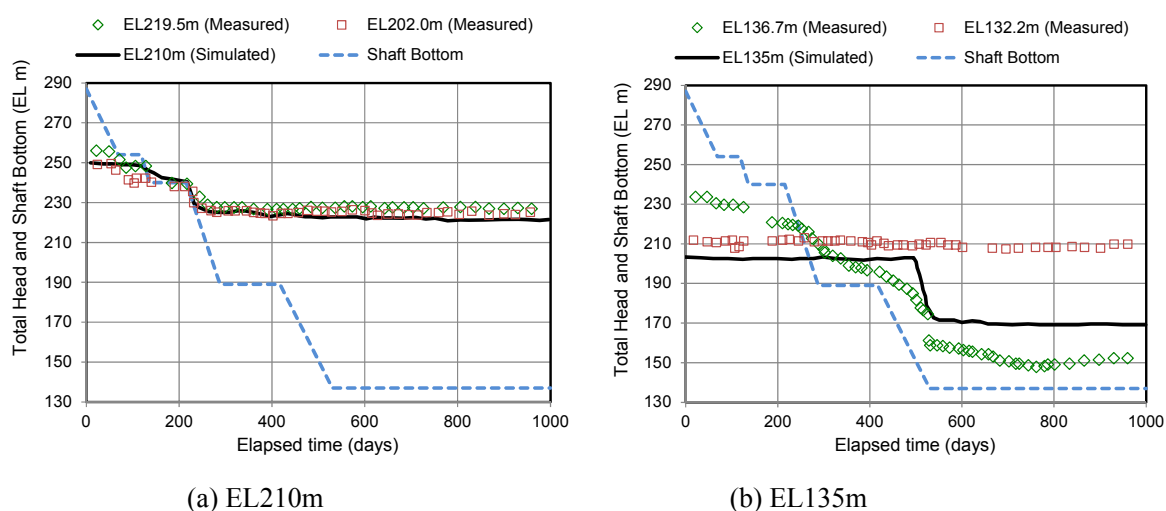 EL219.5m (Measured) EL202.0m (Measured)
EL210m (Simulated) Shaft Bottom
Total Head and Shaft Bottom (EL m)
290
270
250
230
210
190
170
150
130
0 200 400 600 800 1000
Elapsed time (days)
(a) EL210m
EL136.7m (Measured) EL132.2m (Measured)
EL135m (Simulated) Shaft Bottom
Total Head and Shaft Bottom (EL m)
290
270
250
230
210
190
170
150
130
0 200 400 600 800 1000
Elapsed time (days)
(b) EL135m